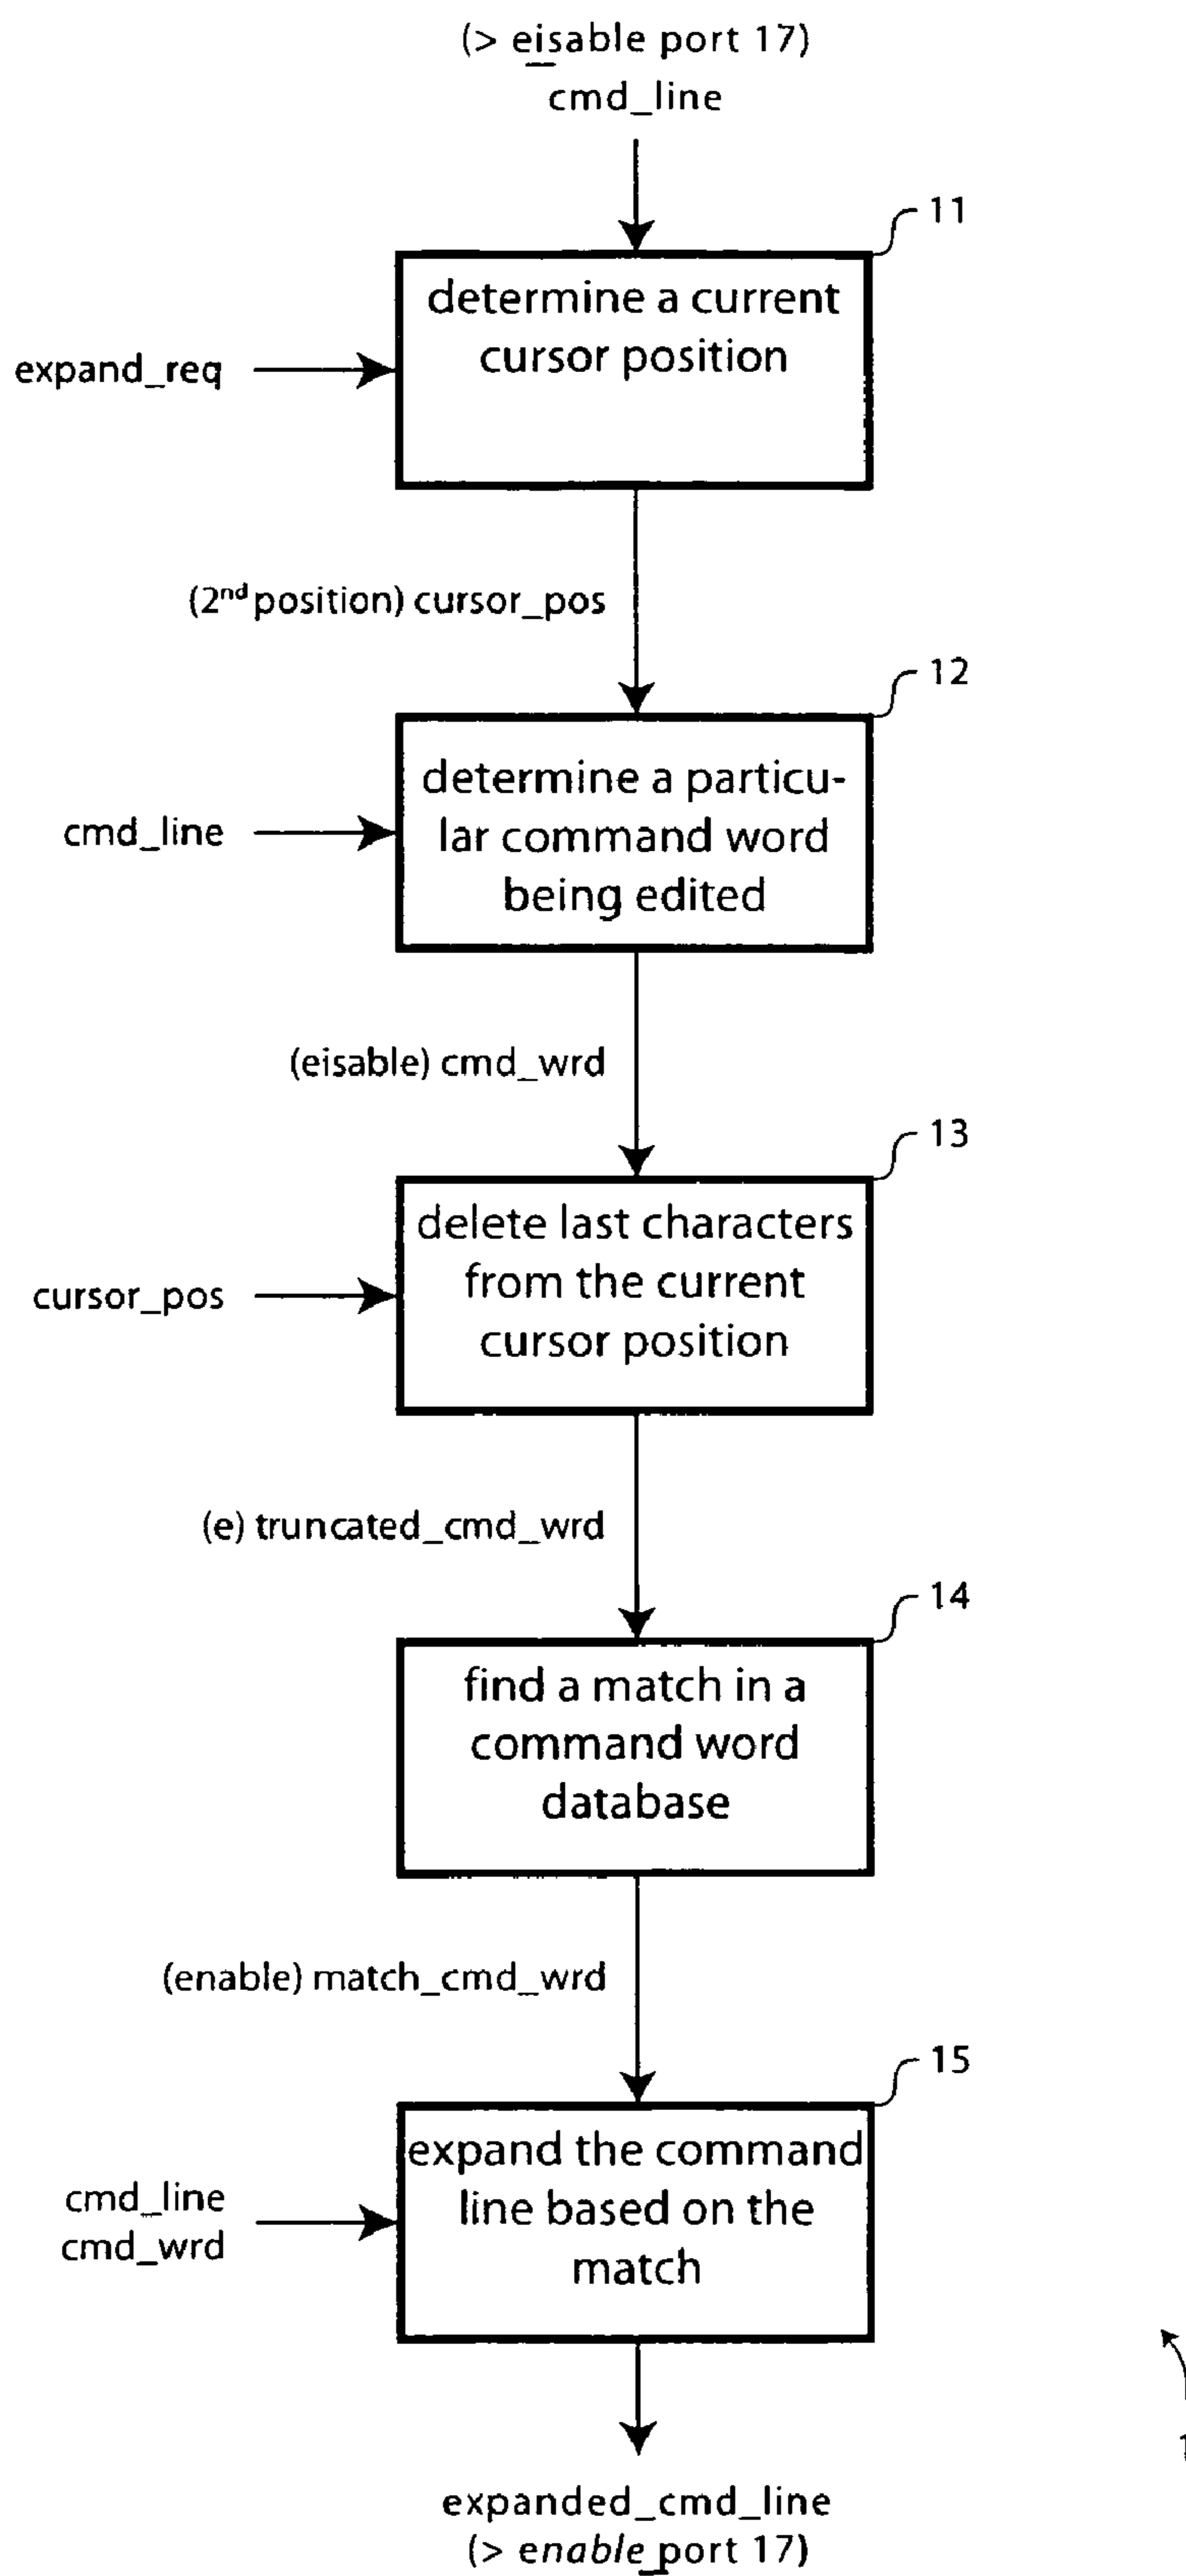 (> eisable port 17)
cmd_line
11
determine a current
cursor position
expand_req
(2nd position) cursor_pos
12
determine a particu-
lar command word
being edited
cmd_line
(eisable) cmd_wrd
13
delete last characters
from the current
cursor position
cursor_pos
(e) truncated_cmd_wrd
14
find a match in a
command word
database
(enable) match_cmd_wrd
15
expand the command
line based on the
match
cmd_line
cmd_wrd
expanded_cmd_line
(> enable port 17)